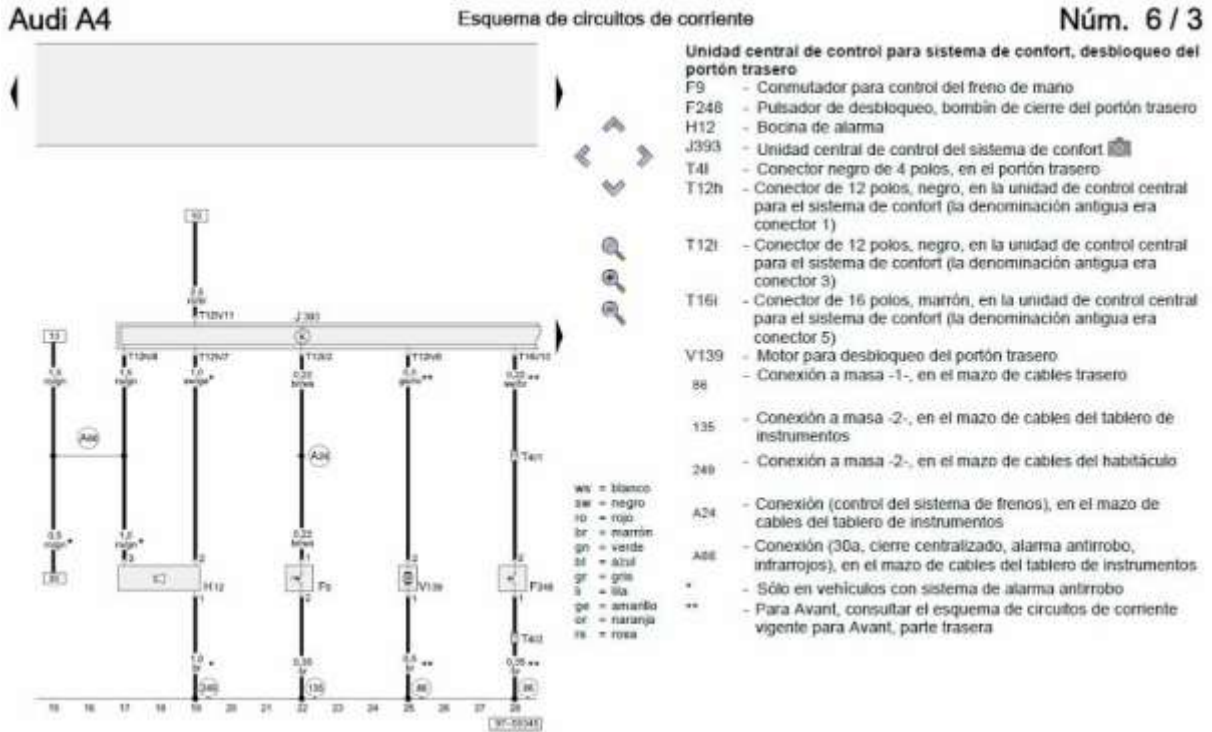 Audi A4
Esquema de circuitos de corriente
Núm. 6 / 3
Unidad central de control para sistema de confort, desbloqueo del
portón trasero
F9 - Conmutador para control del freno de mano
F248 - Pulsador de desbloqueo, bombín de cierre del portón trasero
H12 - Bocina de alarma
J393 - Unidad central de control del sistema de confort
T4l - Conector negro de 4 polos, en el portón trasero
T12h - Conector de 12 polos, negro, en la unidad de control central
para el sistema de confort (la denominación antigua era
conector 1)
T12i - Conector de 12 polos, negro, en la unidad de control central
para el sistema de confort (la denominación antigua era
conector 3)
T16i - Conector de 16 polos, marrón, en la unidad de control central
para el sistema de confort (la denominación antigua era
conector 5)
V139 - Motor para desbloqueo del portón trasero
86 - Conexión a masa -1-, en el mazo de cables trasero
135 - Conexión a masa -2-, en el mazo de cables del tablero de
instrumentos
249 - Conexión a masa -2-, en el mazo de cables del habitáculo
A24 - Conexión (control del sistema de frenos), en el mazo de
cables del tablero de instrumentos
- Conexión (30a, cierre centralizado, alarma antirrobo,
infrarrojos), en el mazo de cables del tablero de instrumentos
* - Sólo en vehículos con sistema de alarma antirrobo
** - Para Avant, consultar el esquema de circuitos de corriente
vigente para Avant, parte trasera
ws = blanco
sw = negro
ro = rojo
br = marrón
gn = verde
bl = azul
gr = gris
li = lila
ge = amarillo
or = naranja
rs = rosa
J 393
K
A24
H12
F9
V139
F248
249
135
86
86
15 16 17 18 19 20 21 22 23 24 25 26 27 28